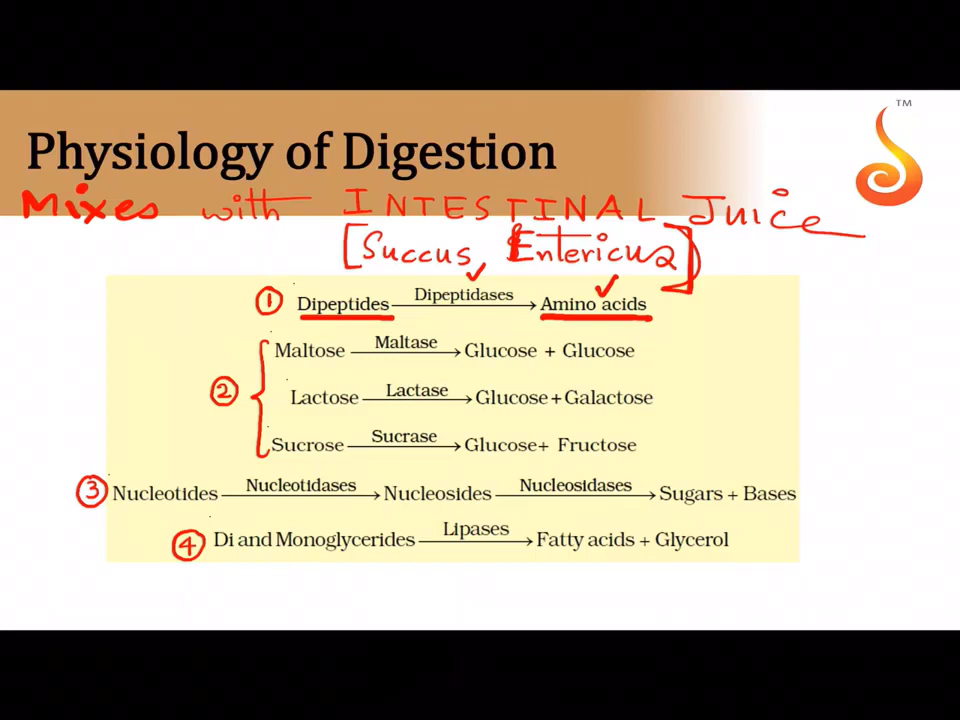 TM
Physiology of Digestion
Mixes with INTESTINAL Juice
[Succus Entericus]
1 Dipeptides Dipeptidases Amino acids
2
Maltose Maltase Glucose + Glucose
Lactose Lactase Glucose + Galactose
Sucrose Sucrase Glucose + Fructose
3 Nucleotides Nucleotidases Nucleosides Nucleosidases Sugars + Bases
4 Di and Monoglycerides Lipases Fatty acids + Glycerol